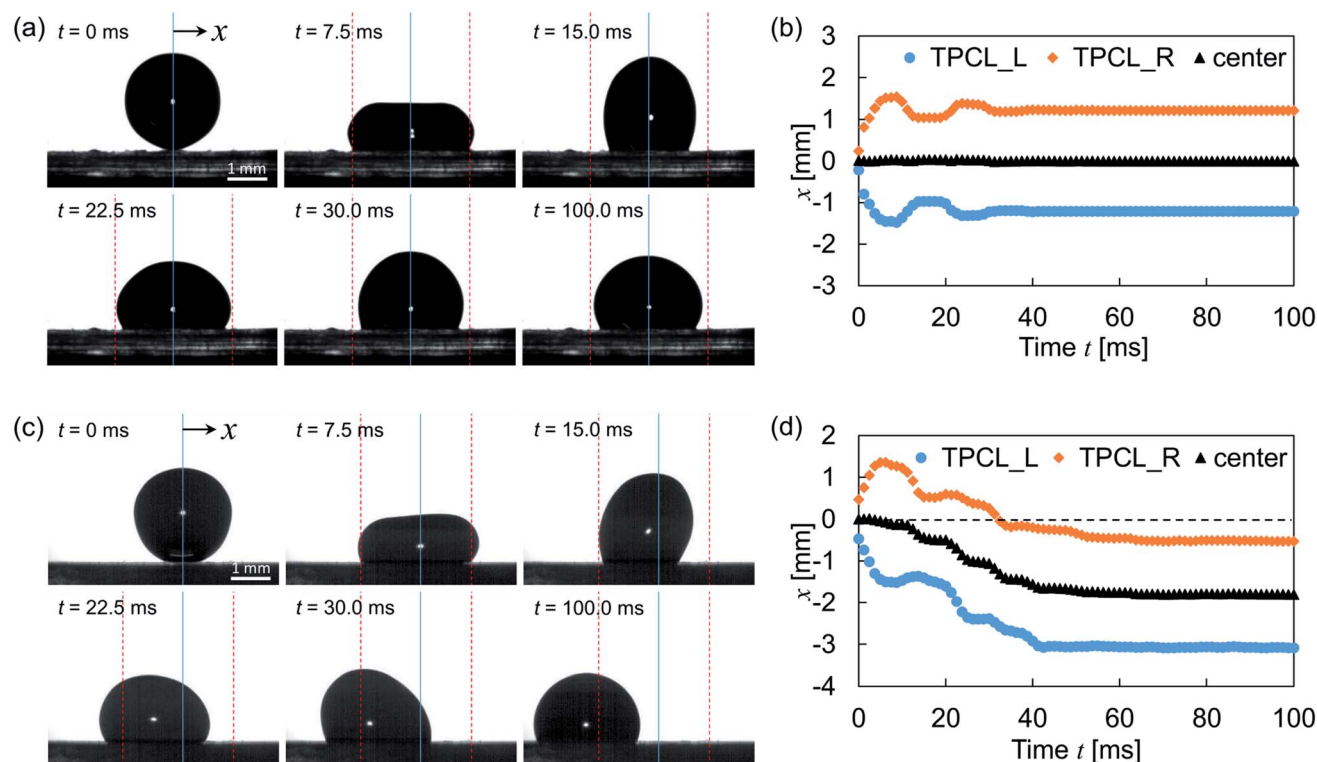 (a)
t = 0 ms
x
1 mm
t = 7.5 ms
15.0 ms
t = 22.5 ms
t = 30.0 ms
t = 100.0 ms
(b)
TPCL_L TPCL_R center
3
2
1
0
-1
-2
-3
x [mm]
0 20 40 60 80 100
Time t [ms]
(c)
t = 0 ms
x
1 mm
t = 7.5 ms
t = 15.0 ms
t = 22.5 ms
t = 30.0 ms
t = 100.0 ms
(d)
TPCL_L TPCL_R center
2
1
0
-1
-2
-3
-4
x [mm]
0 20 40 60 80 100
Time t [ms]